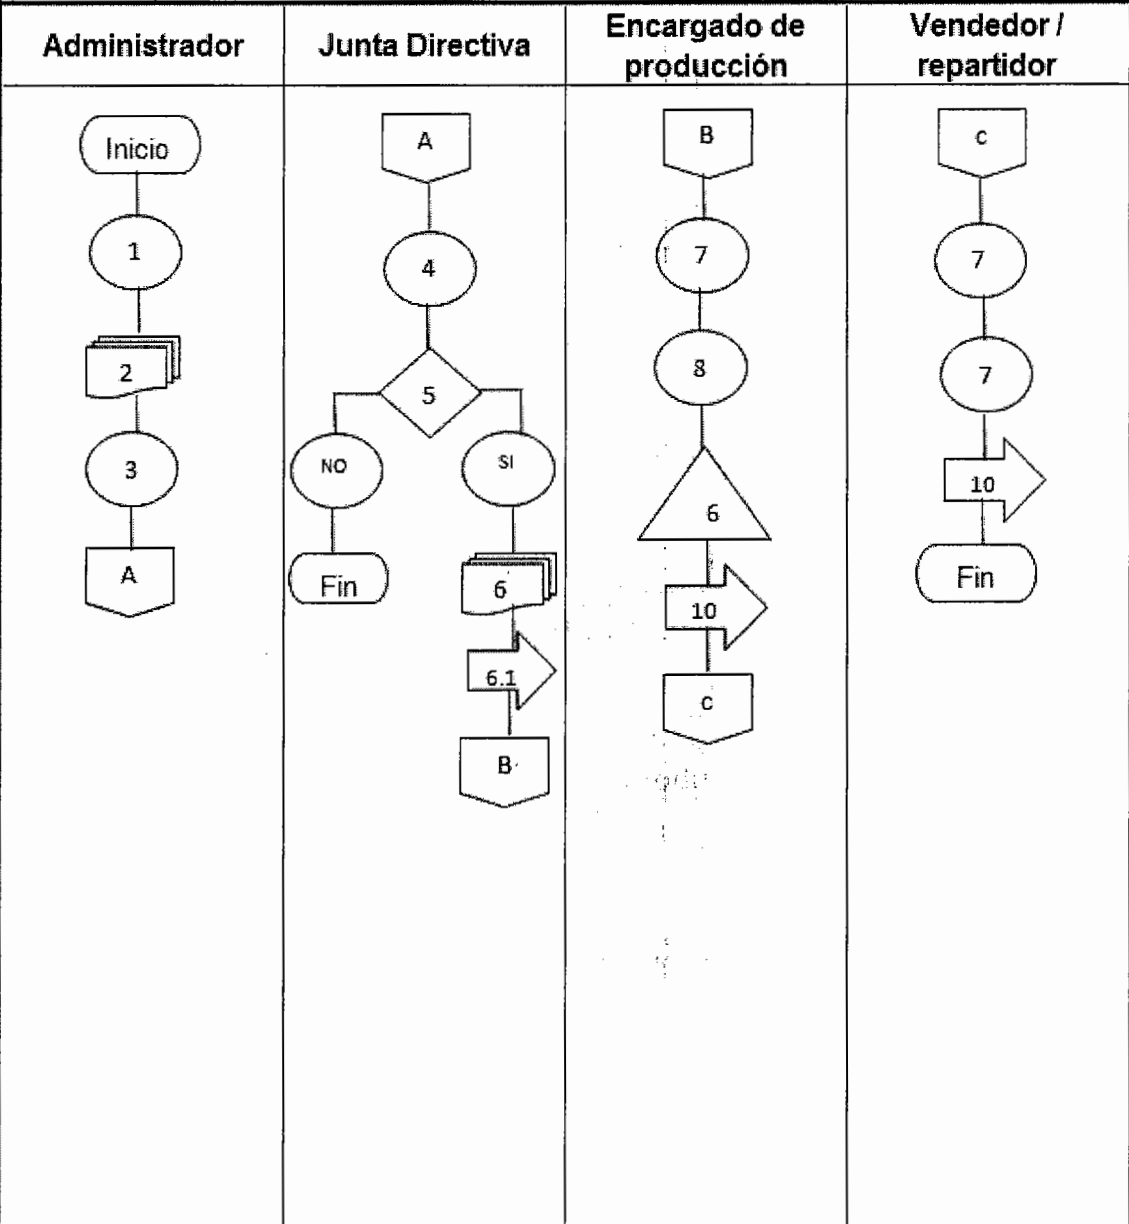 Administrador
Junta Directiva
Encargado de
producción
Vendedor /
repartidor
Inicio
1
2
3
A
A
4
5
NO
SI
Fin
6
6.1
B
B
7
8
6
10
c
c
7
7
10
Fin